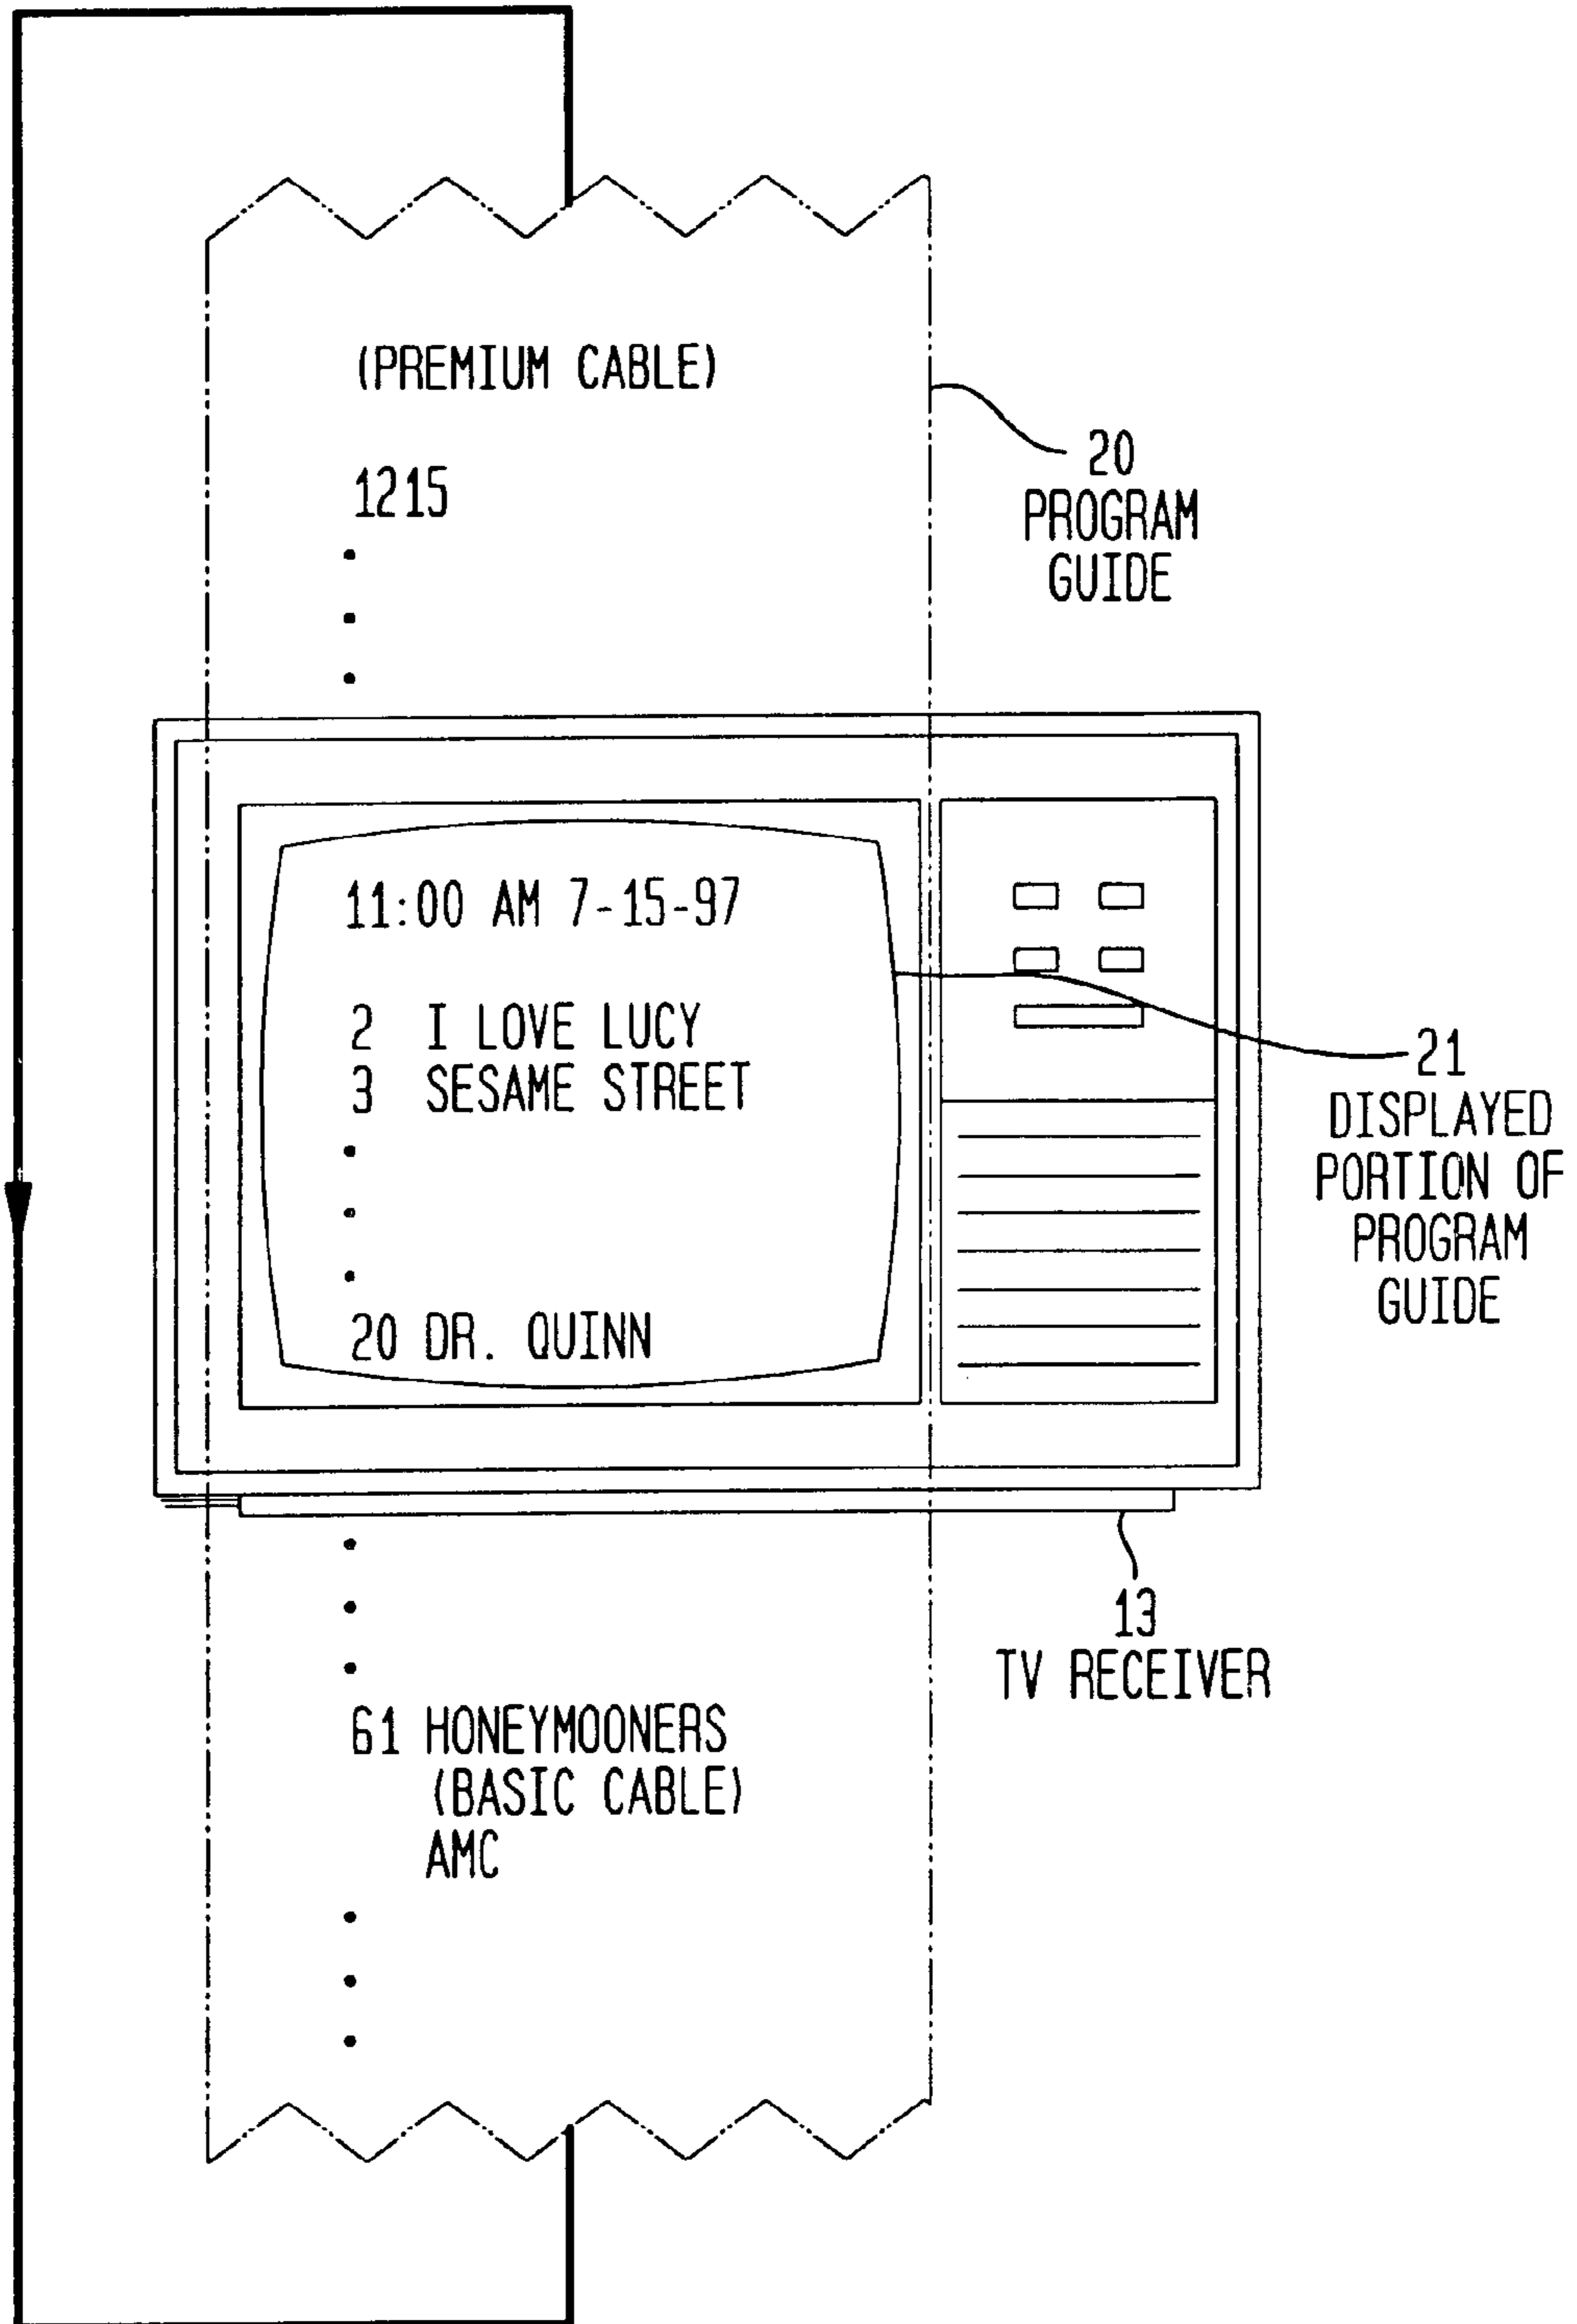 (PREMIUM CABLE)
1215
20
PROGRAM
GUIDE
11:00 AM 7-15-97
2 I LOVE LUCY
3 SESAME STREET
20 DR. QUINN
21
DISPLAYED
PORTION OF
PROGRAM
GUIDE
13
TV RECEIVER
61 HONEYMOONERS
(BASIC CABLE)
AMC